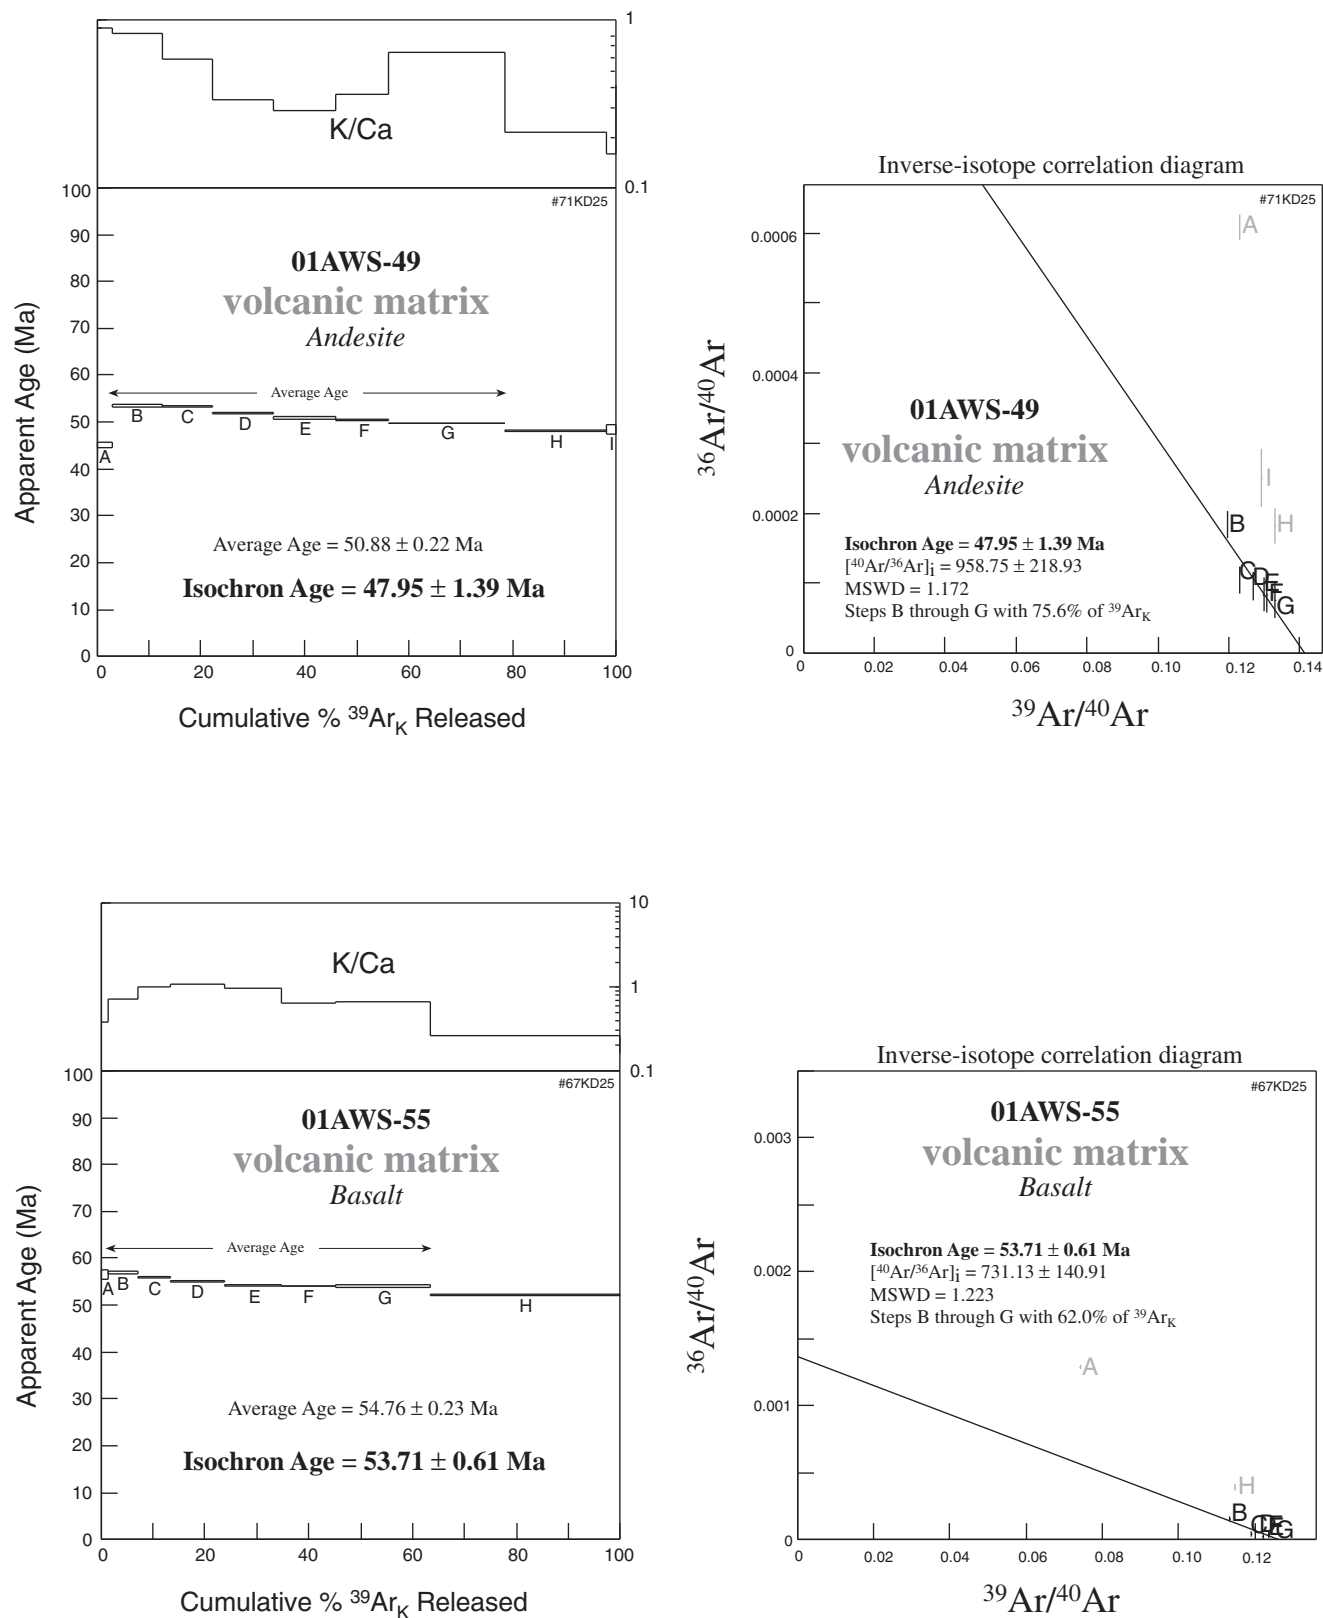 1
K/Ca
0.1
#71KD25
100
90
80
70
60
50
40
30
20
10
0
Apparent Age (Ma)
01AWS-49
volcanic matrix
Andesite
Average Age
A
B
C
D
E
F
G
H
I
Average Age = 50.88 ± 0.22 Ma
Isochron Age = 47.95 ± 1.39 Ma
0 20 40 60 80 100
Cumulative % 39ArK Released
Inverse-isotope correlation diagram
#71KD25
0.0006
0.0004
0.0002
0
36Ar/40Ar
A
I
H
B
C
D
E
F
G
01AWS-49
volcanic matrix
Andesite
Isochron Age = 47.95 ± 1.39 Ma
[40Ar/36Ar]i = 958.75 ± 218.93
MSWD = 1.172
Steps B through G with 75.6% of 39ArK
0 0.02 0.04 0.06 0.08 0.10 0.12 0.14
39Ar/40Ar
10
K/Ca
1
0.1
#67KD25
100
90
80
70
60
50
40
30
20
10
0
Apparent Age (Ma)
01AWS-55
volcanic matrix
Basalt
Average Age
A
B
C
D
E
F
G
H
Average Age = 54.76 ± 0.23 Ma
Isochron Age = 53.71 ± 0.61 Ma
0 20 40 60 80 100
Cumulative % 39ArK Released
Inverse-isotope correlation diagram
#67KD25
0.003
0.002
0.001
0
36Ar/40Ar
01AWS-55
volcanic matrix
Basalt
Isochron Age = 53.71 ± 0.61 Ma
[40Ar/36Ar]i = 731.13 ± 140.91
MSWD = 1.223
Steps B through G with 62.0% of 39ArK
A
H
B
C
D
E
G
0 0.02 0.04 0.06 0.08 0.10 0.12
39Ar/40Ar